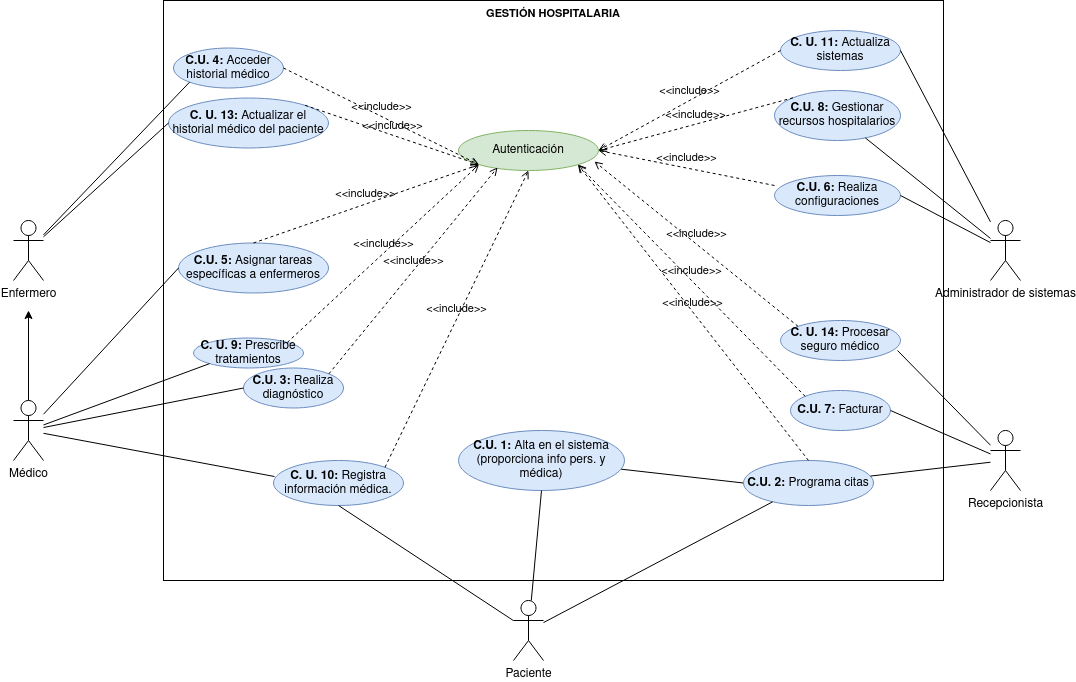 GESTIÓN HOSPITALARIA
C.U. 4: Acceder
historial médico
C. U. 11: Actualiza
sistemas
<<include>>
<<include>>
C. U. 13: Actualizar el
historial médico del paciente
<<include>>
<<include>>
C. U. 8: Gestionar
recursos hospitalarios
Autenticación
<<include>>
<<include>>
C. U. 6: Realiza
configuraciones
<<include>>
C. U. 5: Asignar tareas
específicas a enfermeros
<<include>>
<<include>>
<<include>>
Enfermero
Administrador de sistemas
<<include>>
<<include>>
C. U. 9: Prescribe
tratamientos
C. U. 14: Procesar
seguro médico
C.U. 3: Realiza
diagnóstico
C.U. 7: Facturar
C.U. 1: Alta en el sistema
(proporciona info pers. y
médica)
Médico
C. U. 10: Registra
información médica.
C.U. 2: Programa citas
Recepcionista
Paciente